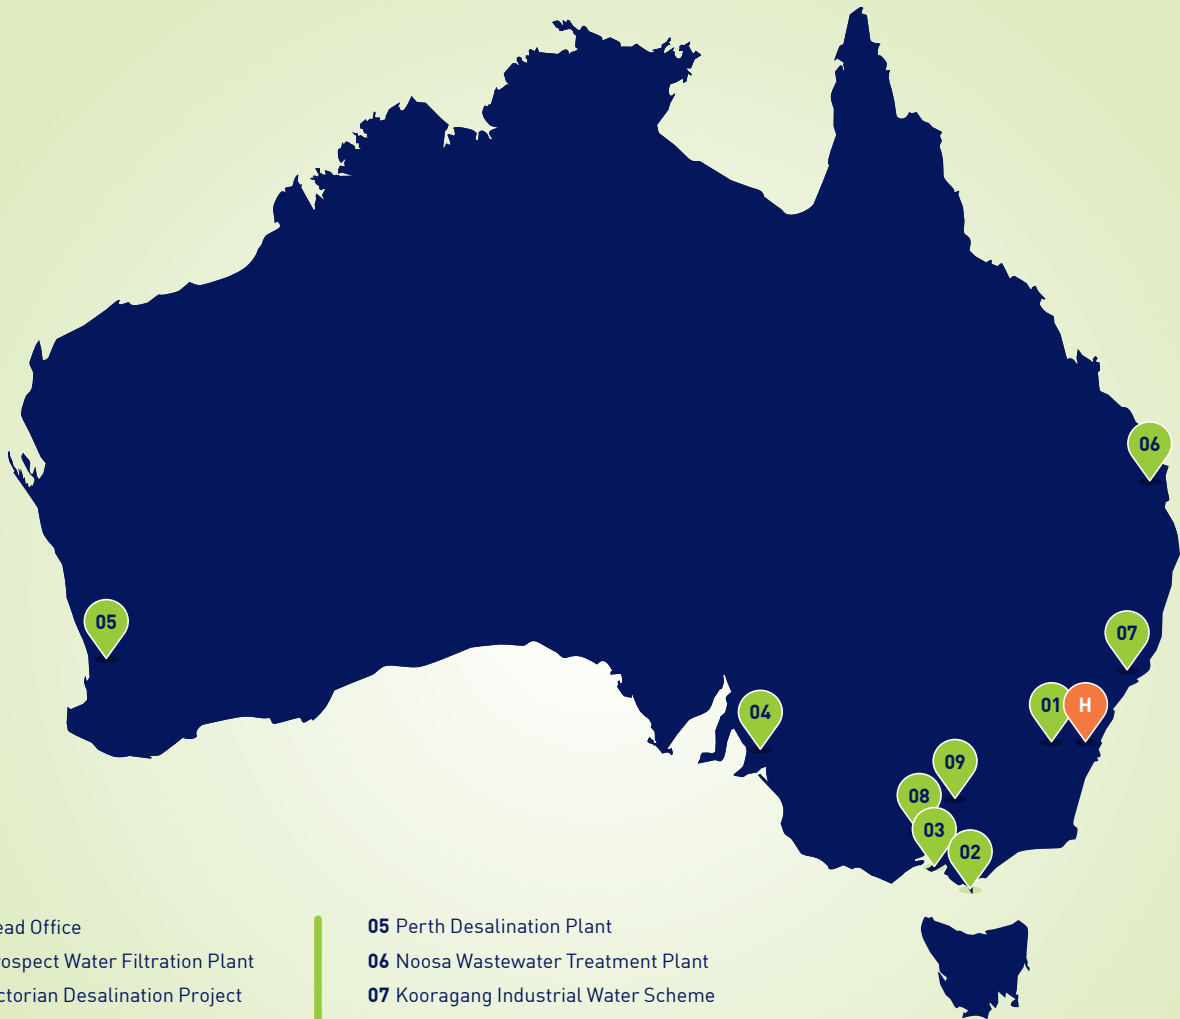 06
05
07
01 H
04
09
08
03
02
ead Office
rospect Water Filtration Plant
ctorian Desalination Project
05 Perth Desalination Plant
06 Noosa Wastewater Treatment Plant
07 Kooragang Industrial Water Scheme